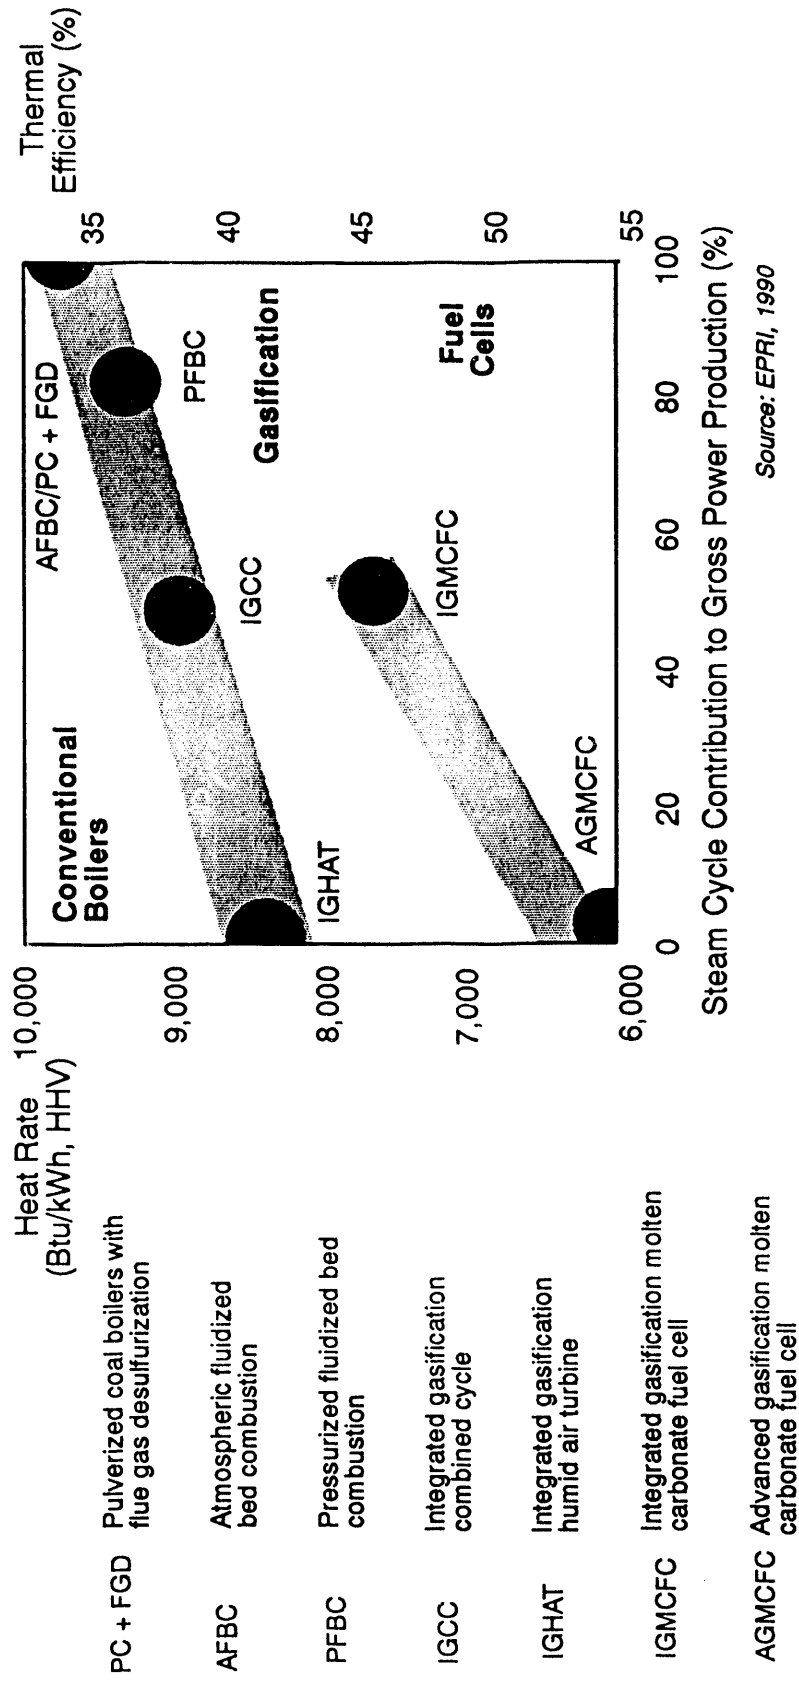 PC + FGD Pulverized coal boilers with
flue gas desulfurization
AFBC Atmospheric fluidized
bed combustion
PFBC Pressurized fluidized bed
combustion
IGCC Integrated gasification
combined cycle
IGHAT Integrated gasification
humid air turbine
IGMCFC Integrated gasification molten
carbonate fuel cell
AGMCFC Advanced gasification molten
carbonate fuel cell
Heat Rate
(Btu/kWh, HHV)
10,000
9,000
8,000
7,000
6,000
Thermal
Efficiency (%)
35
40
45
50
55
Conventional
Boilers
AFBC/PC + FGD
PFBC
IGCC
Gasification
IGHAT
Fuel
Cells
IGMCFC
AGMCFC
0 20 40 60 80 100
Steam Cycle Contribution to Gross Power Production (%)
Source: EPRI, 1990